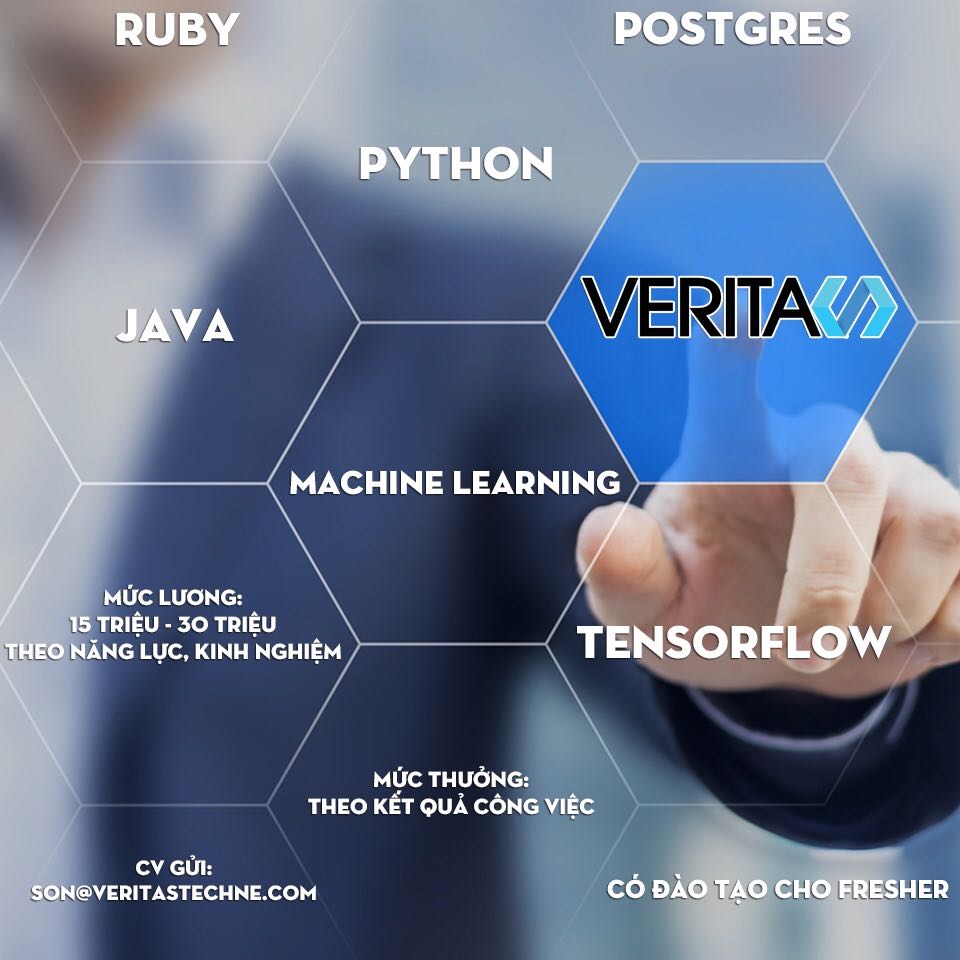 RUBY
POSTGRES
PYTHON
VERITAS
JAVA
MACHINE LEARNING
MỨC LƯƠNG:
15 TRIỆU - 30 TRIỆU
THEO NĂNG LỰC, KINH NGHIỆM
TENSORFLOW
MỨC THƯỞNG:
THEO KẾT QUẢ CÔNG VIỆC
CV GỬI:
SON@VERITASTECHNE.COM
CÓ ĐÀO TẠO CHO FRESHER